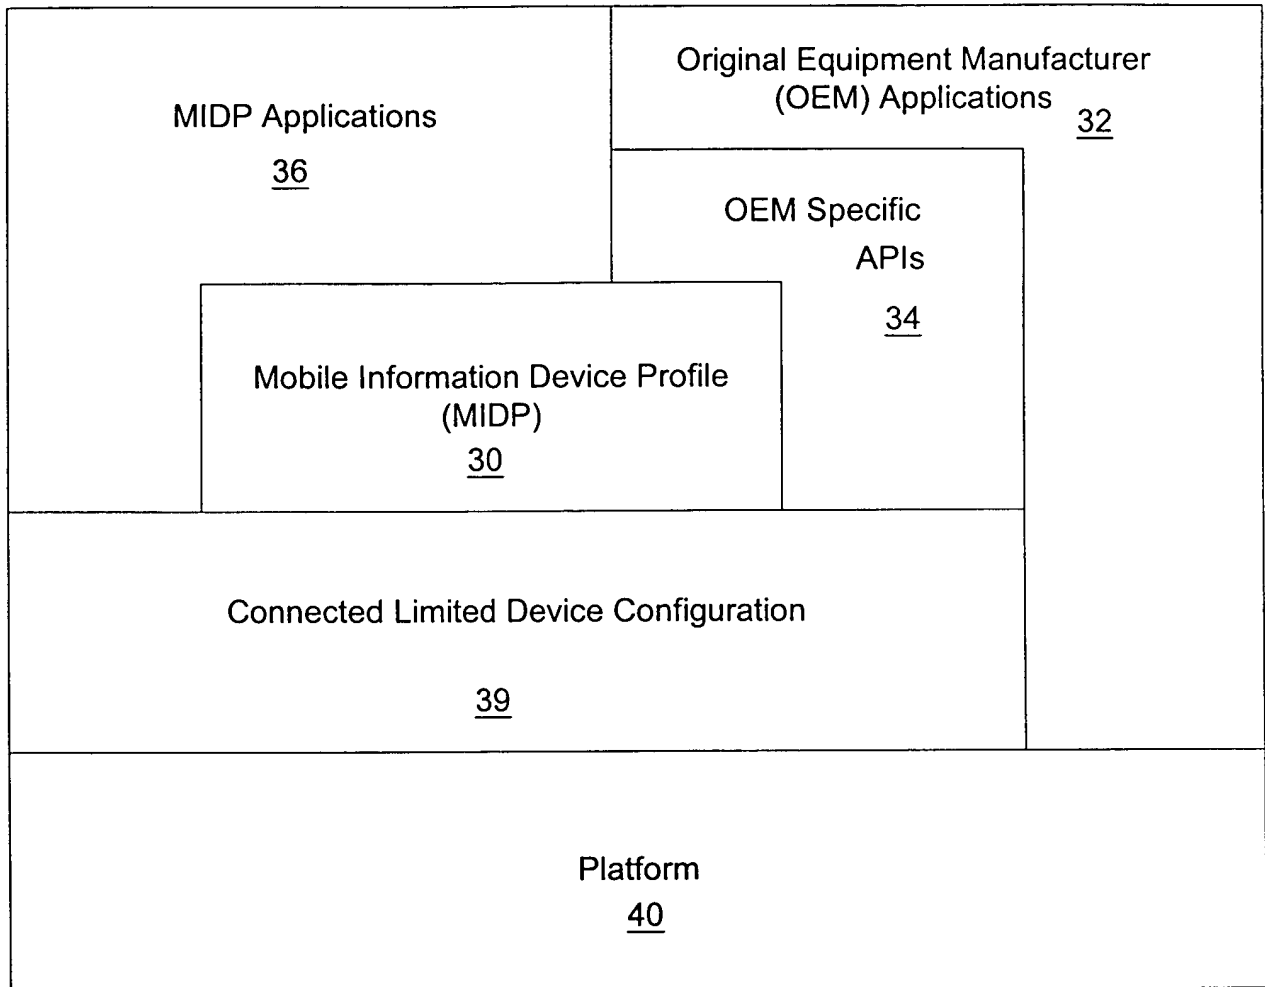 MIDP Applications
36
Original Equipment Manufacturer
(OEM) Applications
32
OEM Specific
APIs
34
Mobile Information Device Profile
(MIDP)
30
Connected Limited Device Configuration
39
Platform
40